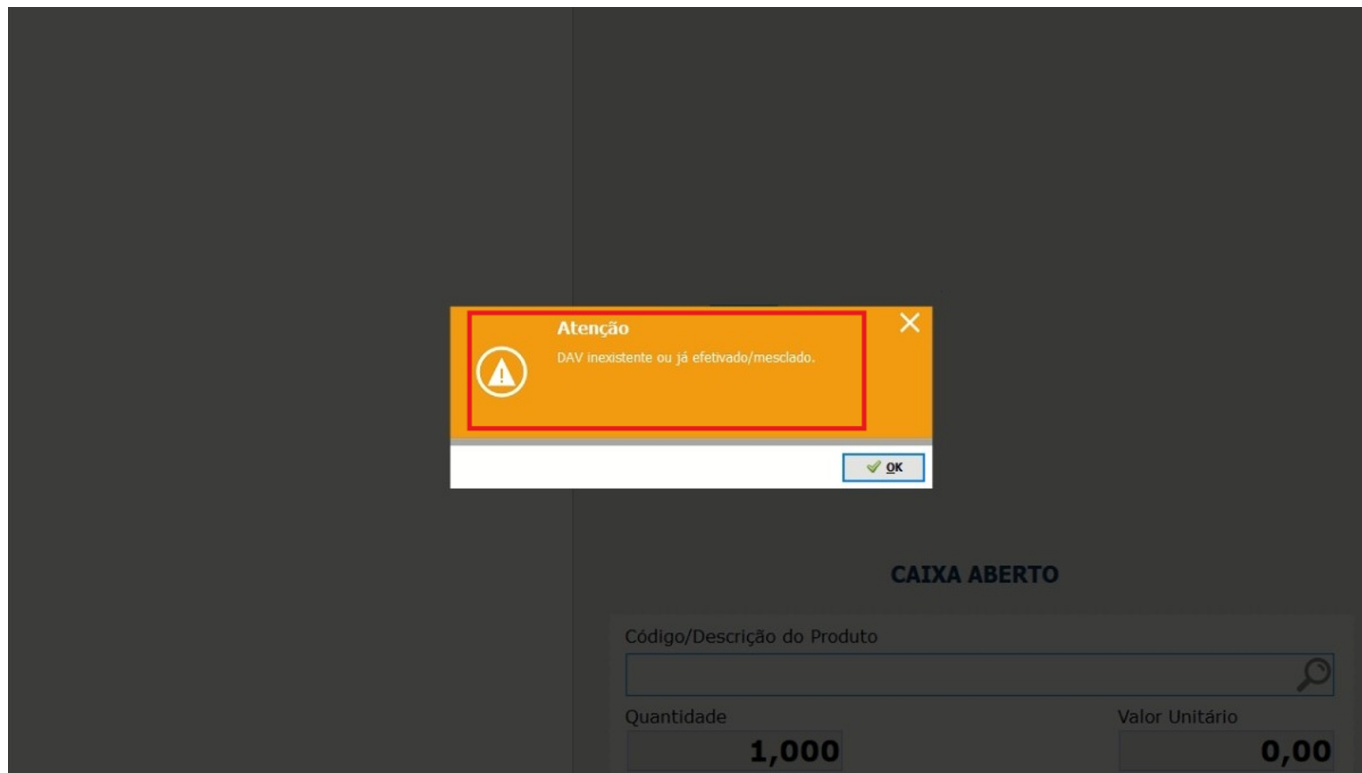 Atenção
DAV inexistente ou já efetivado/mesclado.
OK
CAIXA ABERTO
Código/Descrição do Produto
Quantidade Valor Unitário
1,000 0,00